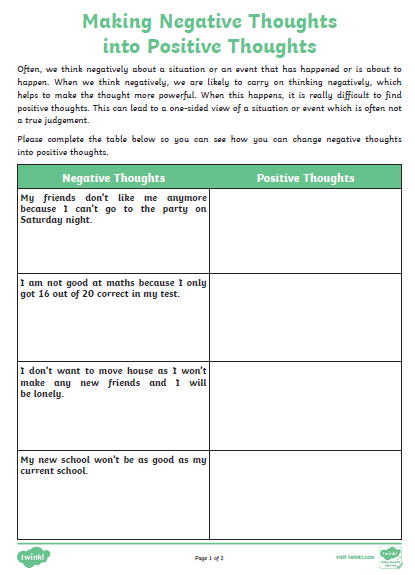 Making Negative Thoughts
into Positive Thoughts
Often, we think negatively about a situation or an event that has happened or is about to
happen. When we think negatively, we are likely to carry on thinking negatively, which
helps to make the thought more powerful. When this happens, it is really difficult to find
positive thoughts. This can lead to a one-sided view of a situation or event which is often not
a true judgement.
Please complete the table below so you can see how you can change negative thoughts
into positive thoughts.
Negative Thoughts
Positive Thoughts
My friends don't like me anymore
because I can't go to the party on
Saturday night.
I am not good at maths because I only
got 16 out of 20 correct in my test.
I don't want to move house as I won't
make any new friends and I will
be lonely.
My new school won't be as good as my
current school.
twinkl
Page 1 of 2
visit twinkl.com
twinkl